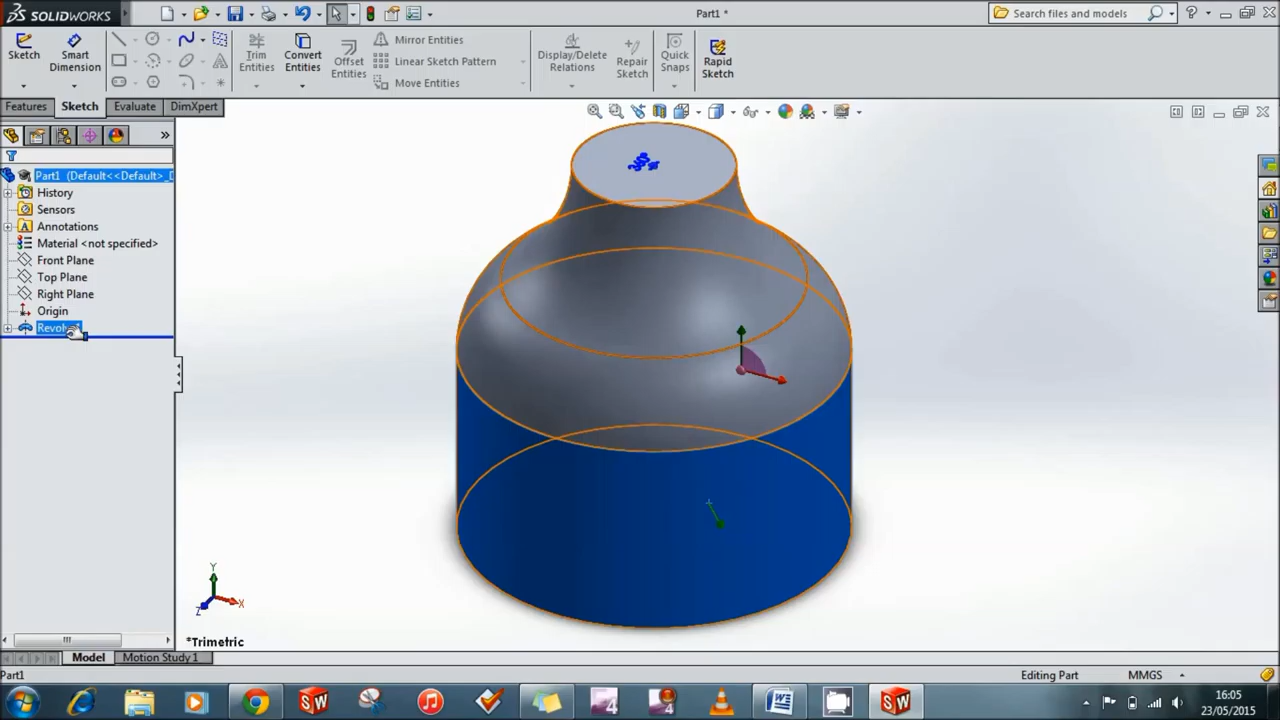 SOLIDWORKS
Part1 *
Search files and models
Sketch
Smart
Dimension
Trim
Entities
Convert
Entities
Offset
Entities
Mirror Entities
Linear Sketch Pattern
Move Entities
Display/Delete
Relations
Repair
Sketch
Quick
Snaps
Rapid
Sketch
Features
Sketch
Evaluate
DimXpert
Part1 (Default<<Default>_D
History
Sensors
Annotations
Material <not specified>
Front Plane
Top Plane
Right Plane
Origin
Y
X
Z
*Trimetric
Model
Motion Study 1
Part1
Editing Part
MMGS
16:05
23/05/2015